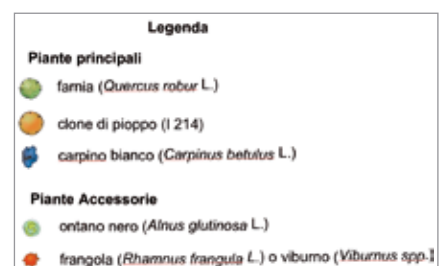 Legenda
Piante principali
farnia (Quercus robur L.)
clone di pioppo (I 214)
carpino bianco (Carpinus betulus L.)
Piante Accessorie
ontano nero (Alnus glutinosa L.)
frangola (Rhamnus frangula L.) o viburno (Viburnus spp.)